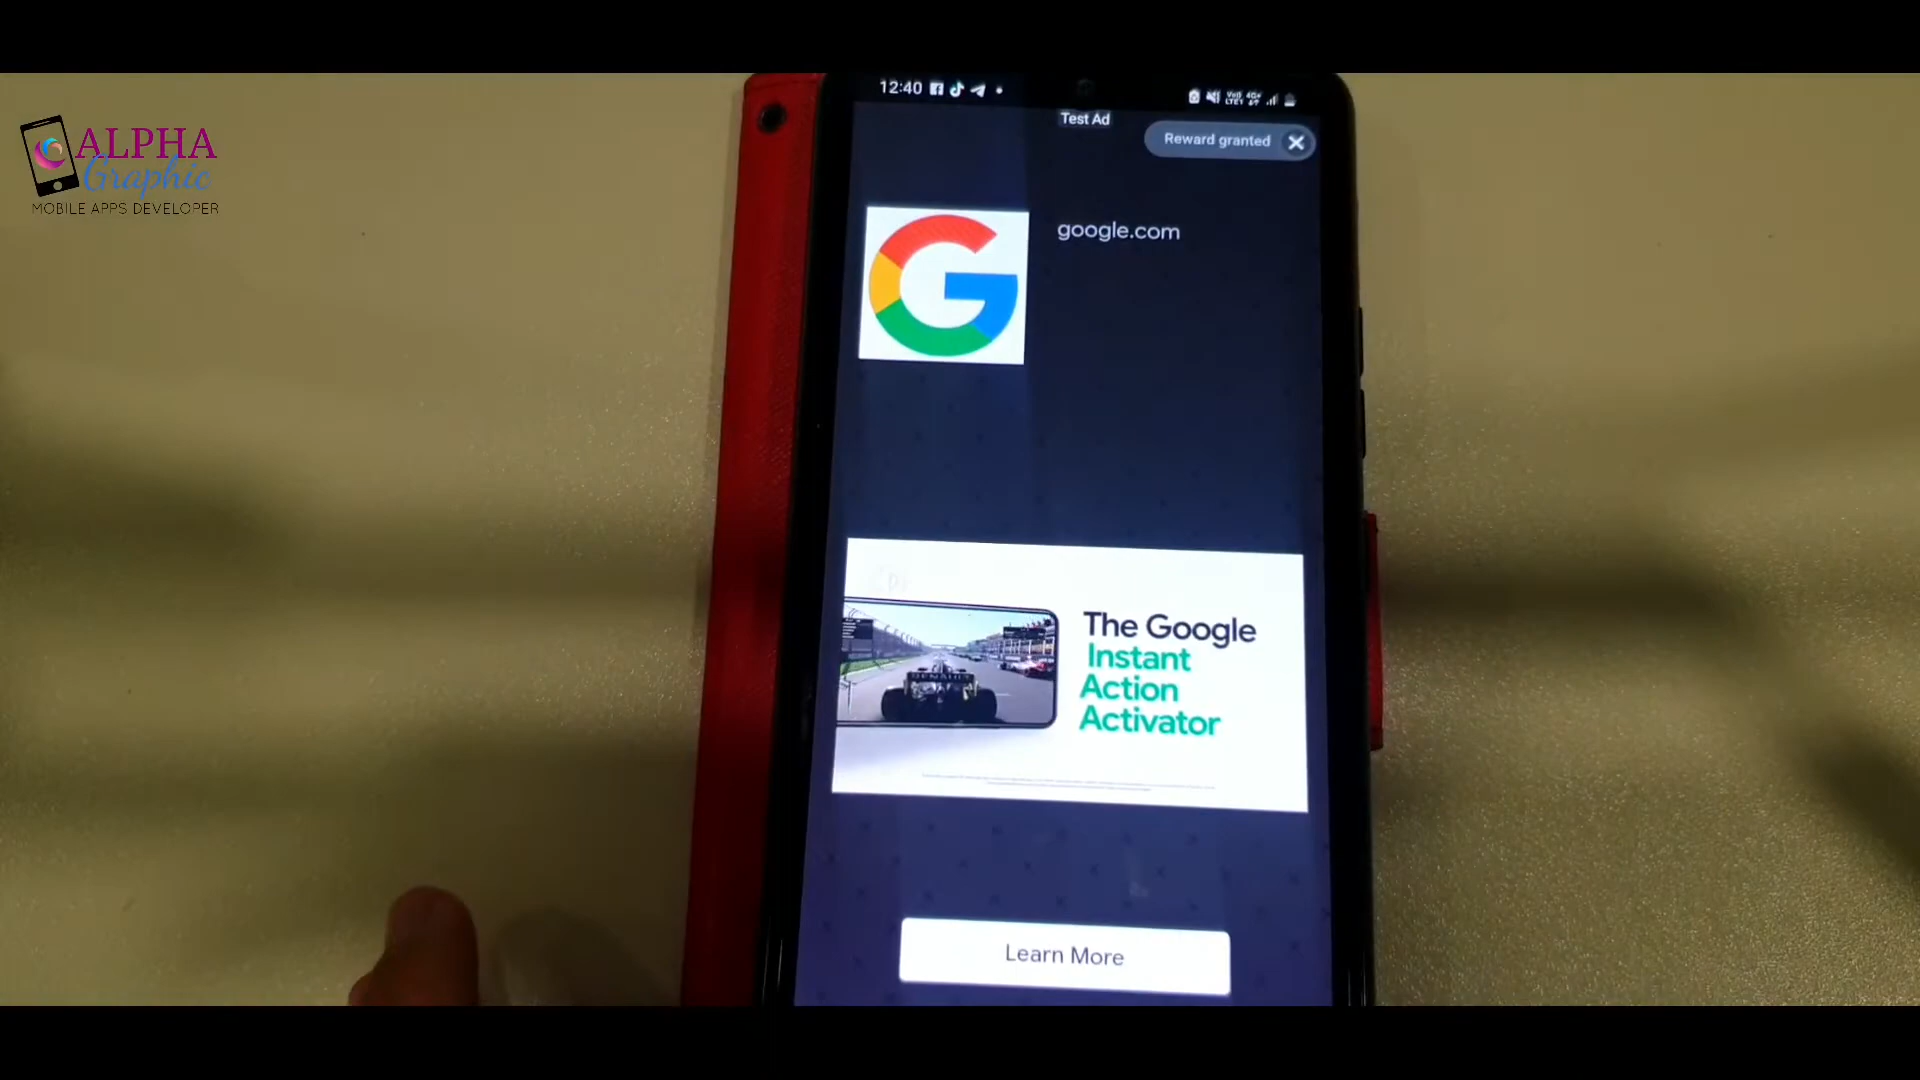 ALPHA
Graphic
MOBILE APPS DEVELOPER
12:40
Test Ad
Reward granted
google.com
The Google
Instant
Action
Activator
Learn More